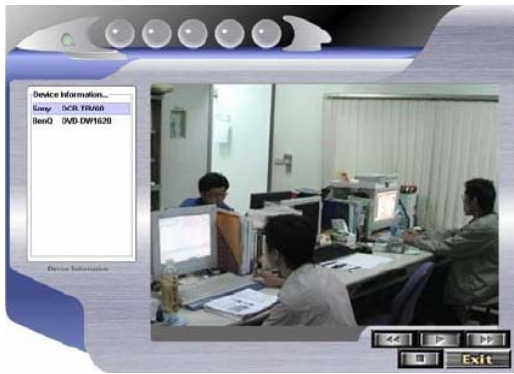 Device Information...
Sony DCR-TRV60
BenQ DVD-DW1620
Device Information
Exit